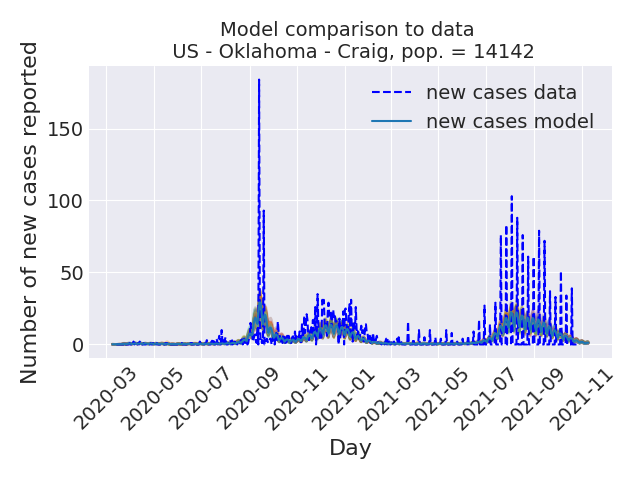 Model comparison to data
US - Oklahoma - Craig, pop. = 14142
Number of new cases reported
150
100
50
0
new cases data
new cases model
2020-03
2020-05
2020-07
2020-09
2020-11
2021-01
2021-03
2021-05
2021-07
2021-09
2021-11
Day